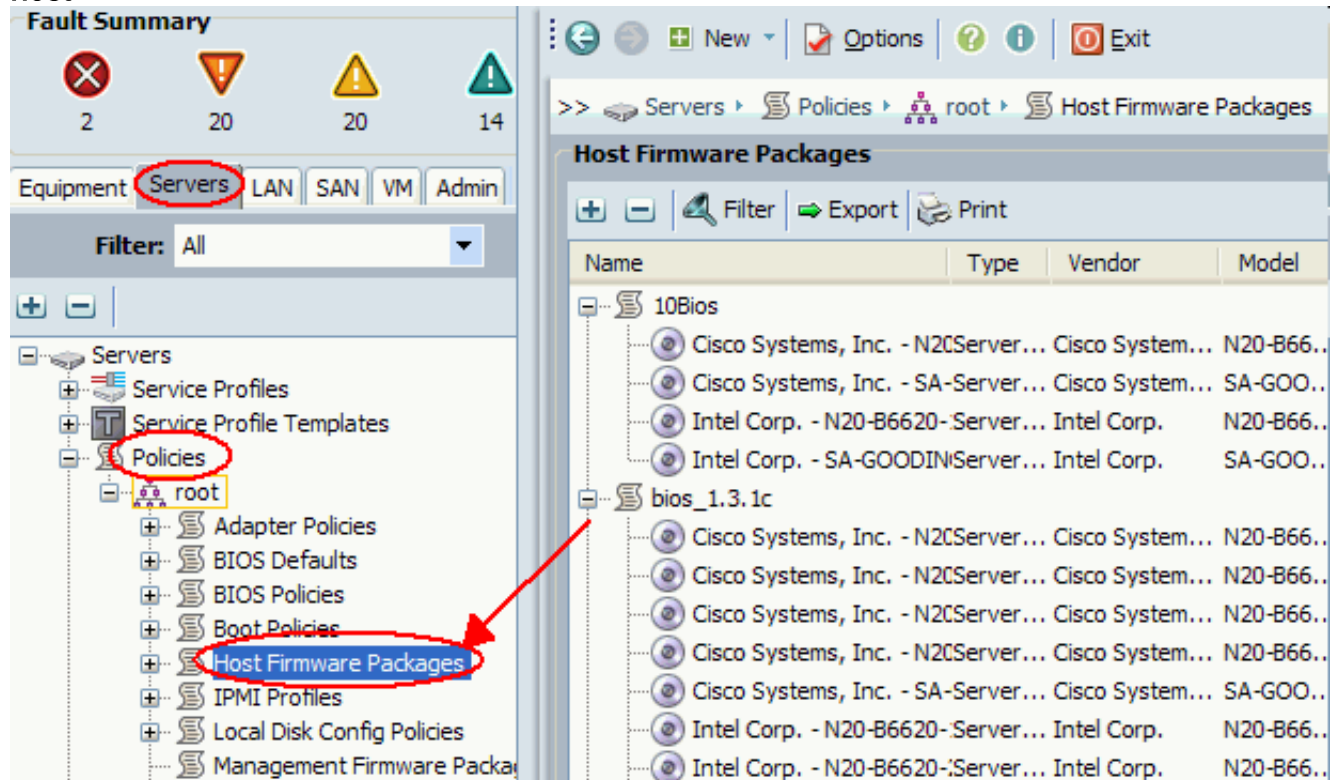 Fault Summary
2 20 20 14
Equipment Servers LAN SAN VM Admin
Filter: All
Servers
Service Profiles
Service Profile Templates
Policies
root
Adapter Policies
BIOS Defaults
BIOS Policies
Boot Policies
Host Firmware Packages
IPMI Profiles
Local Disk Config Policies
Management Firmware Packa
New Options Exit
>> Servers Policies root Host Firmware Packages
Host Firmware Packages
Filter Export Print
Name Type Vendor Model
10Bios
Cisco Systems, Inc. - N20 Server... Cisco System... N20-B66..
Cisco Systems, Inc. - SA- Server... Cisco System... SA-GOO..
Intel Corp. - N20-B6620- Server... Intel Corp. N20-B66..
Intel Corp. - SA-GOODIN Server... Intel Corp. SA-GOO..
bios_1.3.1c
Cisco Systems, Inc. - N20 Server... Cisco System... N20-B66..
Cisco Systems, Inc. - N20 Server... Cisco System... N20-B66..
Cisco Systems, Inc. - N20 Server... Cisco System... N20-B66..
Cisco Systems, Inc. - N20 Server... Cisco System... N20-B66..
Cisco Systems, Inc. - SA- Server... Cisco System... SA-GOO..
Intel Corp. - N20-B6620- Server... Intel Corp. N20-B66..
Intel Corp. - N20-B6620- Server... Intel Corp. N20-B66..